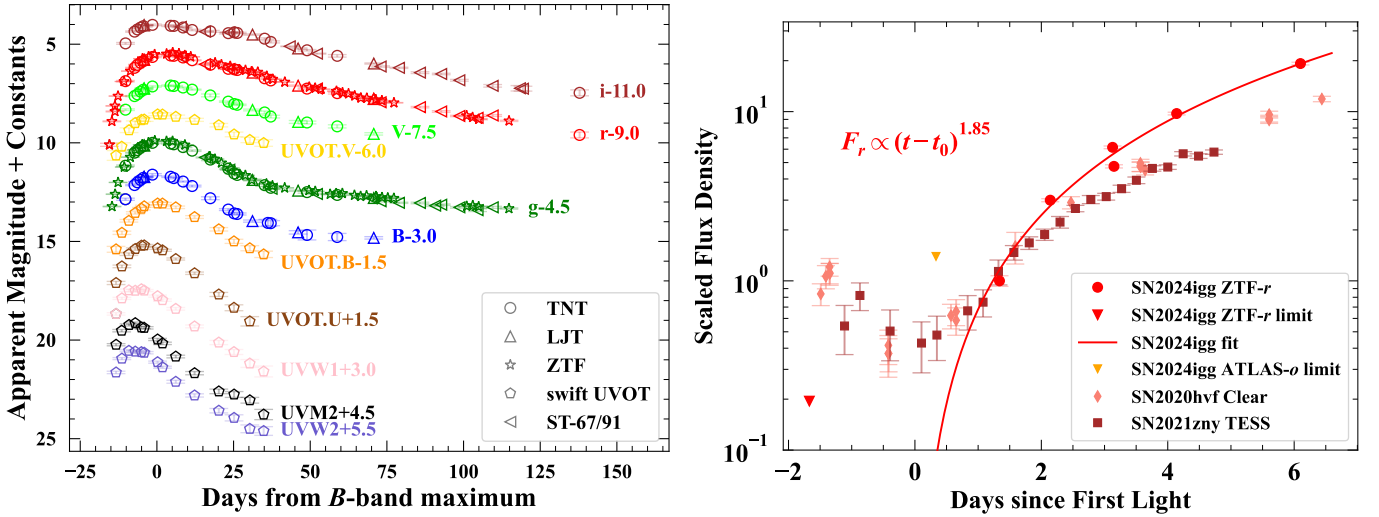 Apparent Magnitude + Constants
5
10
15
20
25
i-11.0
r-9.0
V-7.5
UVOT.V-6.0
g-4.5
B-3.0
UVOT.B-1.5
UVOT.U+1.5
UVW1+3.0
UVM2+4.5
UVW2+5.5
TNT
LJT
ZTF
swift UVOT
ST-67/91
−25 0 25 50 75 100 125 150
Days from B-band maximum
Scaled Flux Density
10¹
10⁰
10⁻¹
Fᵣ ∝ (t − t₀)¹·⁸⁵
SN2024igg ZTF-r
SN2024igg ZTF-r limit
SN2024igg fit
SN2024igg ATLAS-o limit
SN2020hvf Clear
SN2021zny TESS
−2 0 2 4 6
Days since First Light